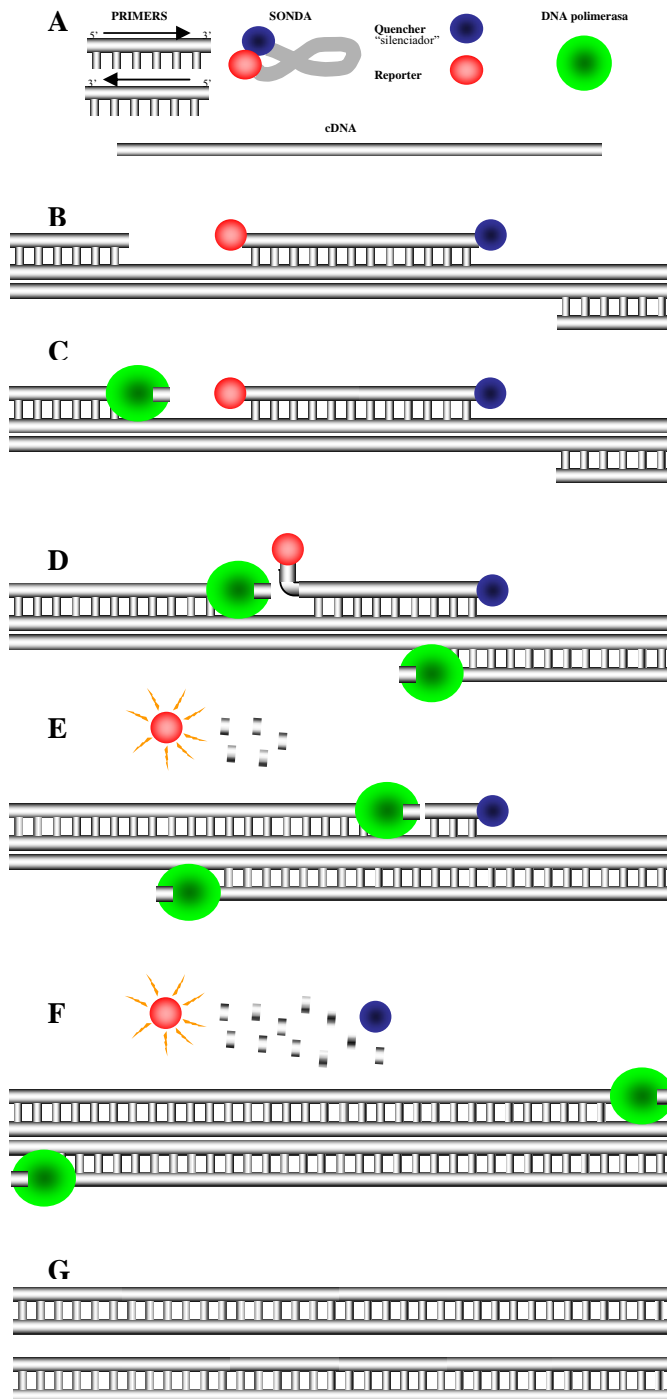 A
PRIMERS
SONDA
Quencher
“silenciador”
DNA polimerasa
5’
3’
Reporter
3’
5’
cDNA
B
C
D
E
F
G